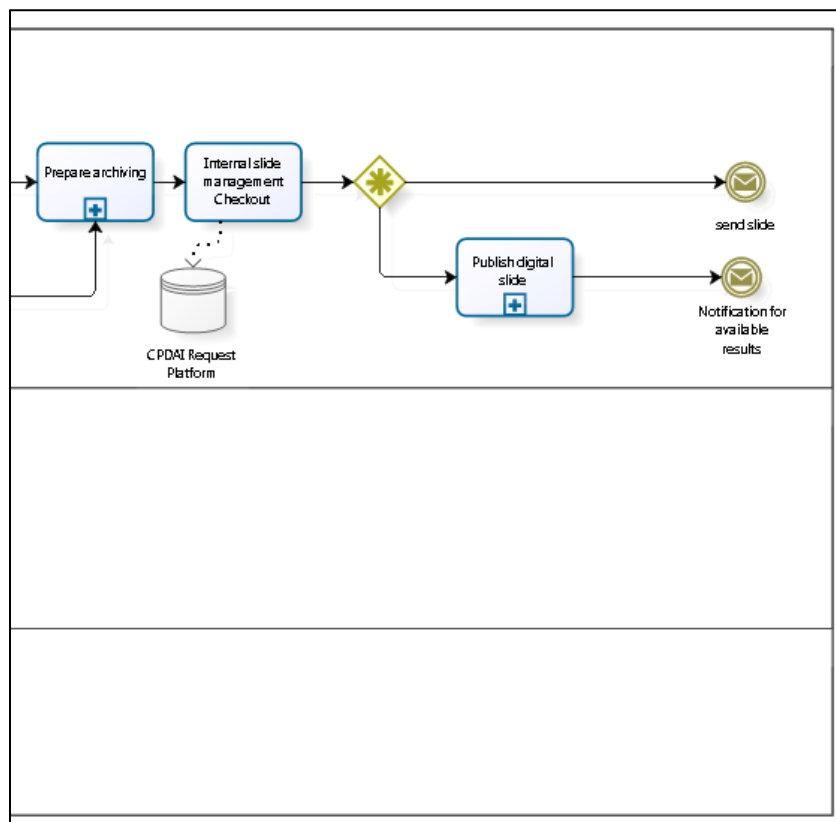 Prepare archiving
Internal slide
management
Checkout
send slide
Publish digital
slide
Notification for
available
results
CPDAI Request
Platform